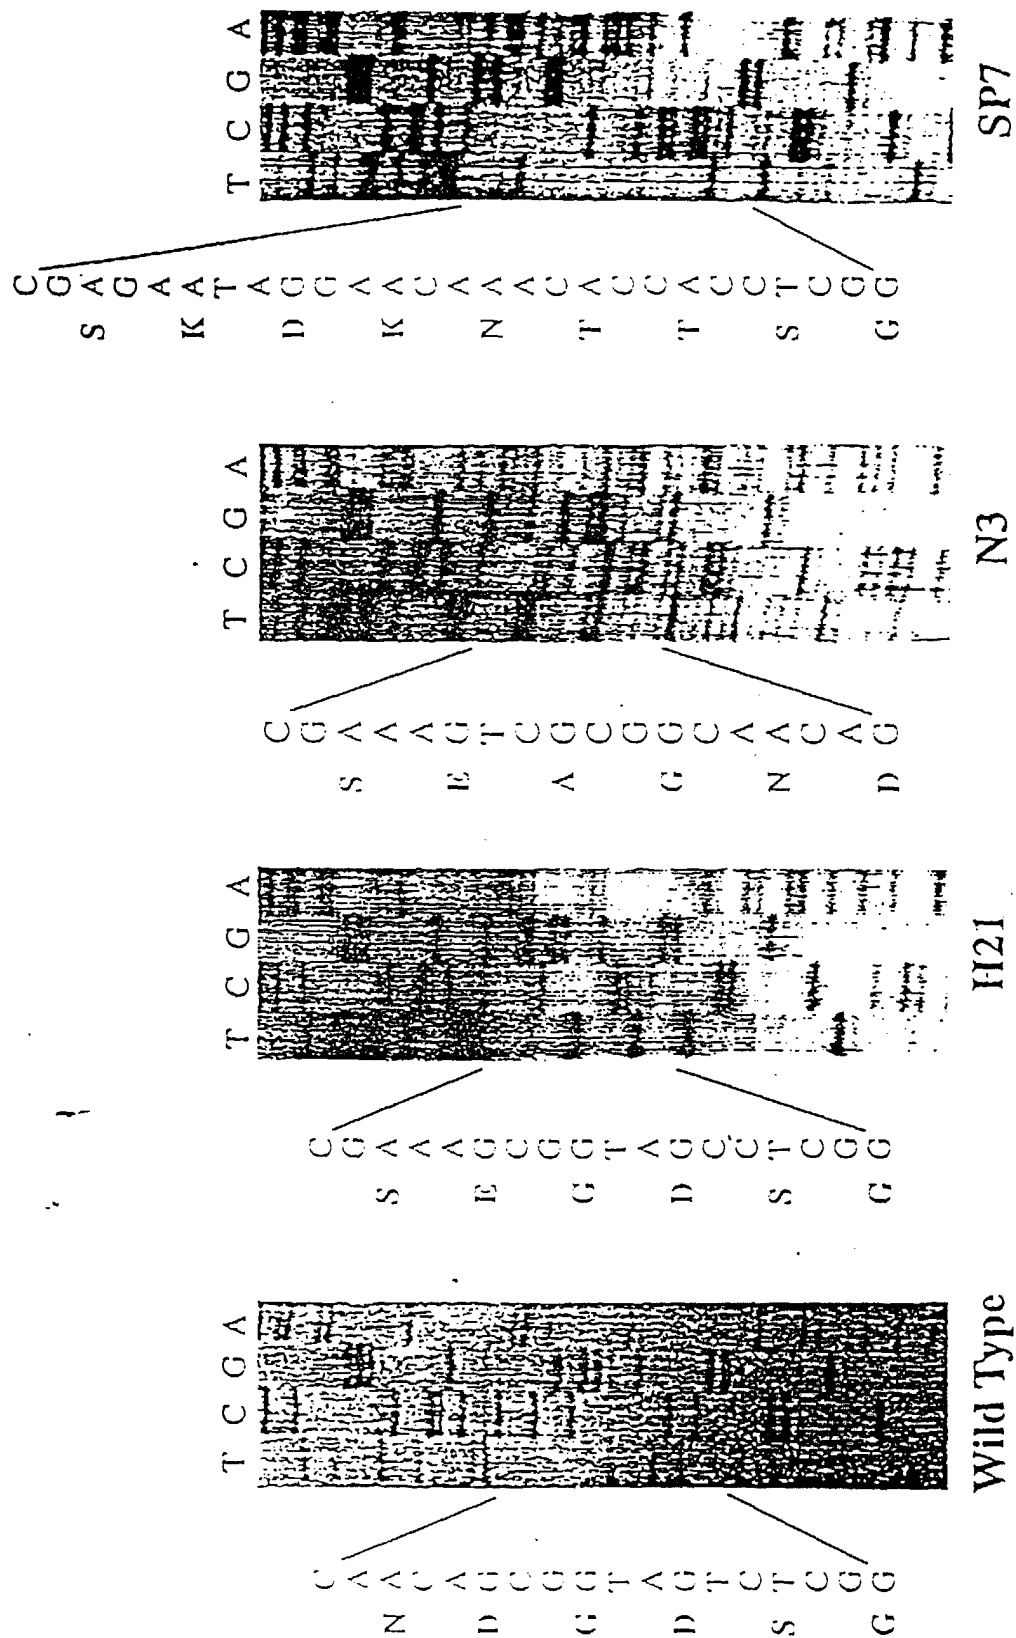 T C G A
N D G D S G
C A A C A G C G G T A G T C T C G G
Wild Type
T C G A
S E G D S G
C G A A A G C G G T A G C C T C G G
H21
T C G A
S E A G N D
C G A A A G T C G C G G C A A C A G
N3
T C G A
S K D K N T T S G
C G A G A A T A G G A A C A A A C A C C A C C T C G G
SP7